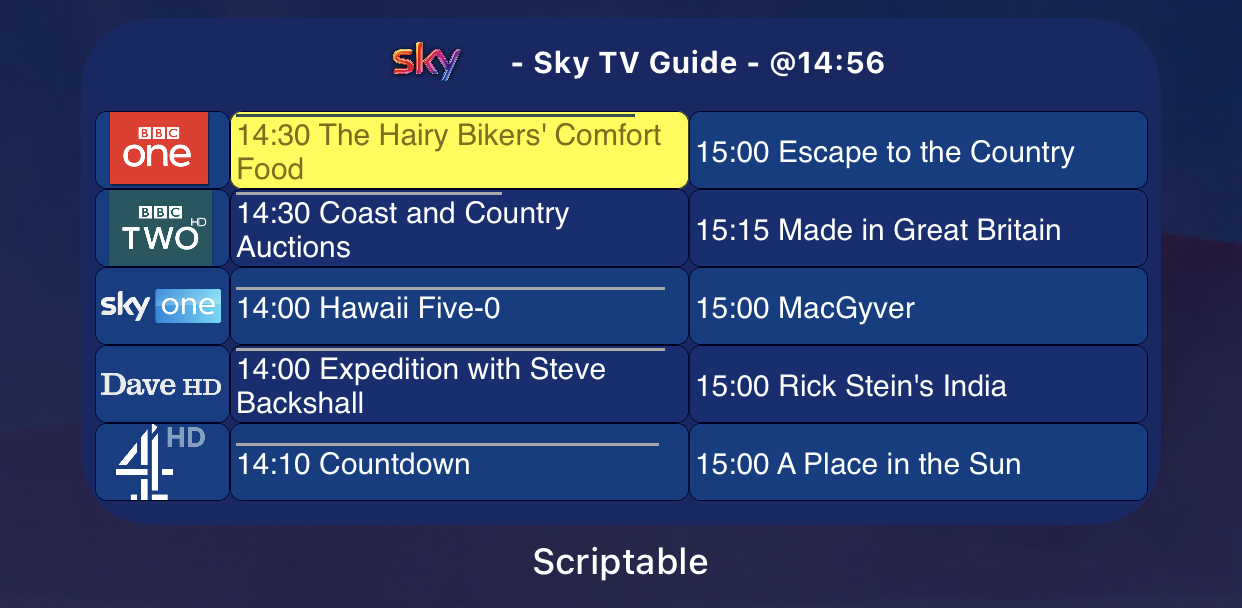 sky - Sky TV Guide - @14:56
BBC
one
14:30 The Hairy Bikers' Comfort
Food
15:00 Escape to the Country
BBC
TWO HD
14:30 Coast and Country
Auctions
15:15 Made in Great Britain
sky one
14:00 Hawaii Five-0
15:00 MacGyver
Dave HD
14:00 Expedition with Steve
Backshall
15:00 Rick Stein's India
4 HD
14:10 Countdown
15:00 A Place in the Sun
Scriptable